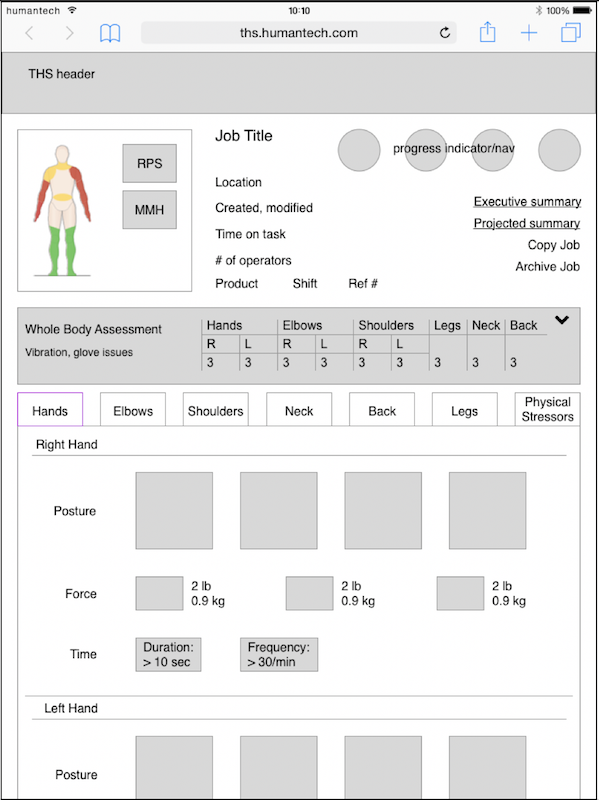 humantech 10:10 100%
ths.humantech.com
THS header
RPS
MMH
Job Title
progress indicator/nav
Location
Created, modified
Time on task
# of operators
Product Shift Ref #
Executive summary
Projected summary
Copy Job
Archive Job
Whole Body Assessment
Vibration, glove issues
Hands Elbows Shoulders Legs Neck Back
R L R L R L
3 3 3 3 3 3 3 3 3
Hands Elbows Shoulders Neck Back Legs Physical Stressors
Right Hand
Posture
Force
2 lb 2 lb 2 lb
0.9 kg 0.9 kg 0.9 kg
Time
Duration: Frequency:
> 10 sec > 30/min
Left Hand
Posture